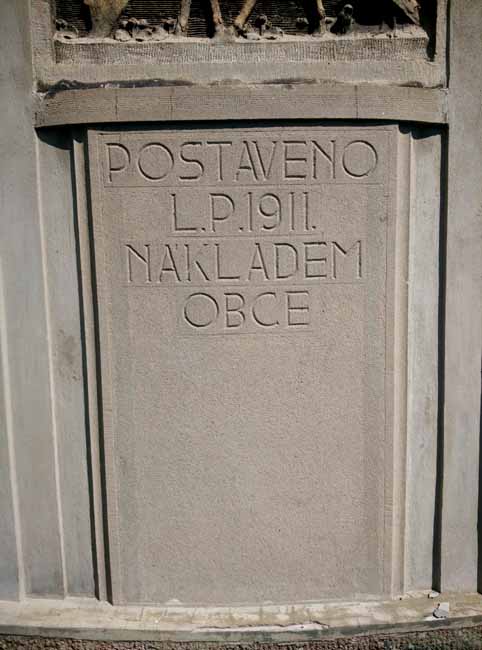 POSTAVENO
L.P.1911.
NÁKLADEM
OBCE